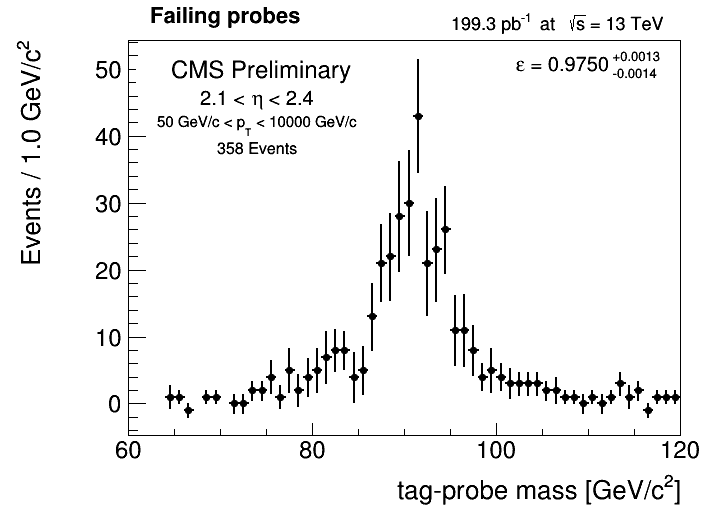 Failing probes
199.3 pb⁻¹ at √s = 13 TeV
CMS Preliminary
2.1 < η < 2.4
50 GeV/c < p_T < 10000 GeV/c
358 Events
ε = 0.9750 +0.0013 -0.0014
Events / 1.0 GeV/c²
50
40
30
20
10
0
60 80 100 120
tag-probe mass [GeV/c²]